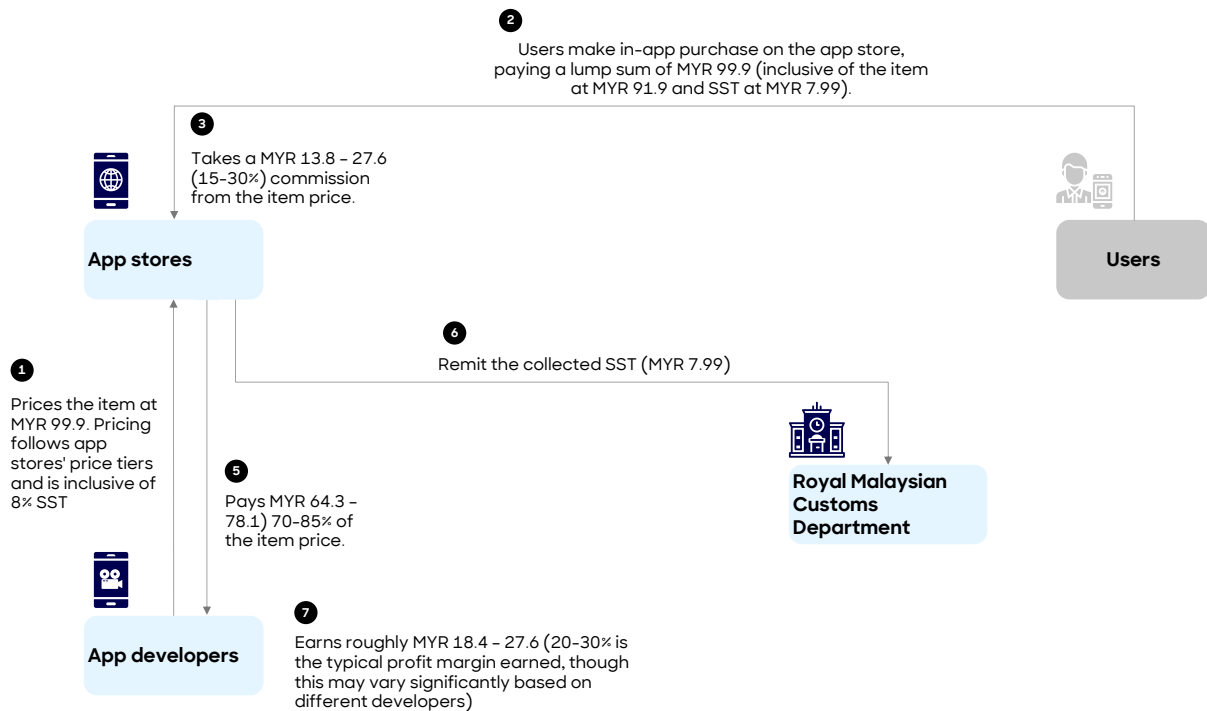 2
Users make in-app purchase on the app store,
paying a lump sum of MYR 99.9 (inclusive of the item
at MYR 91.9 and SST at MYR 7.99).
3
Takes a MYR 13.8 – 27.6
(15-30%) commission
from the item price.
App stores
Users
6
Remit the collected SST (MYR 7.99)
1
Prices the item at
MYR 99.9. Pricing
follows app
stores' price tiers
and is inclusive of
8% SST
5
Pays MYR 64.3 –
78.1) 70-85% of
the item price.
Royal Malaysian
Customs
Department
App developers
7
Earns roughly MYR 18.4 – 27.6 (20-30% is
the typical profit margin earned, though
this may vary significantly based on
different developers)